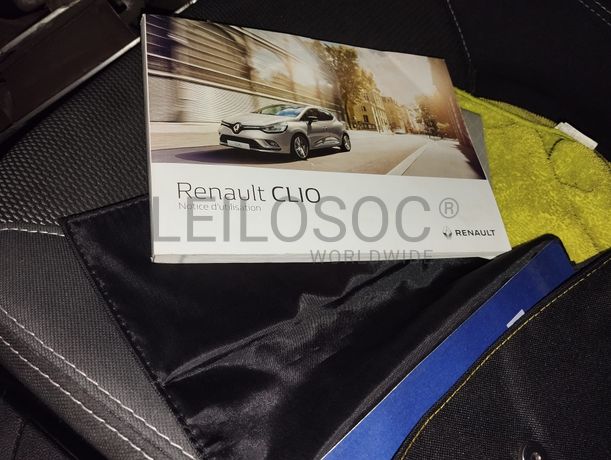 Renault CLIO
Notice d'utilisation
LEILOSOC®
WORLDWIDE
RENAULT